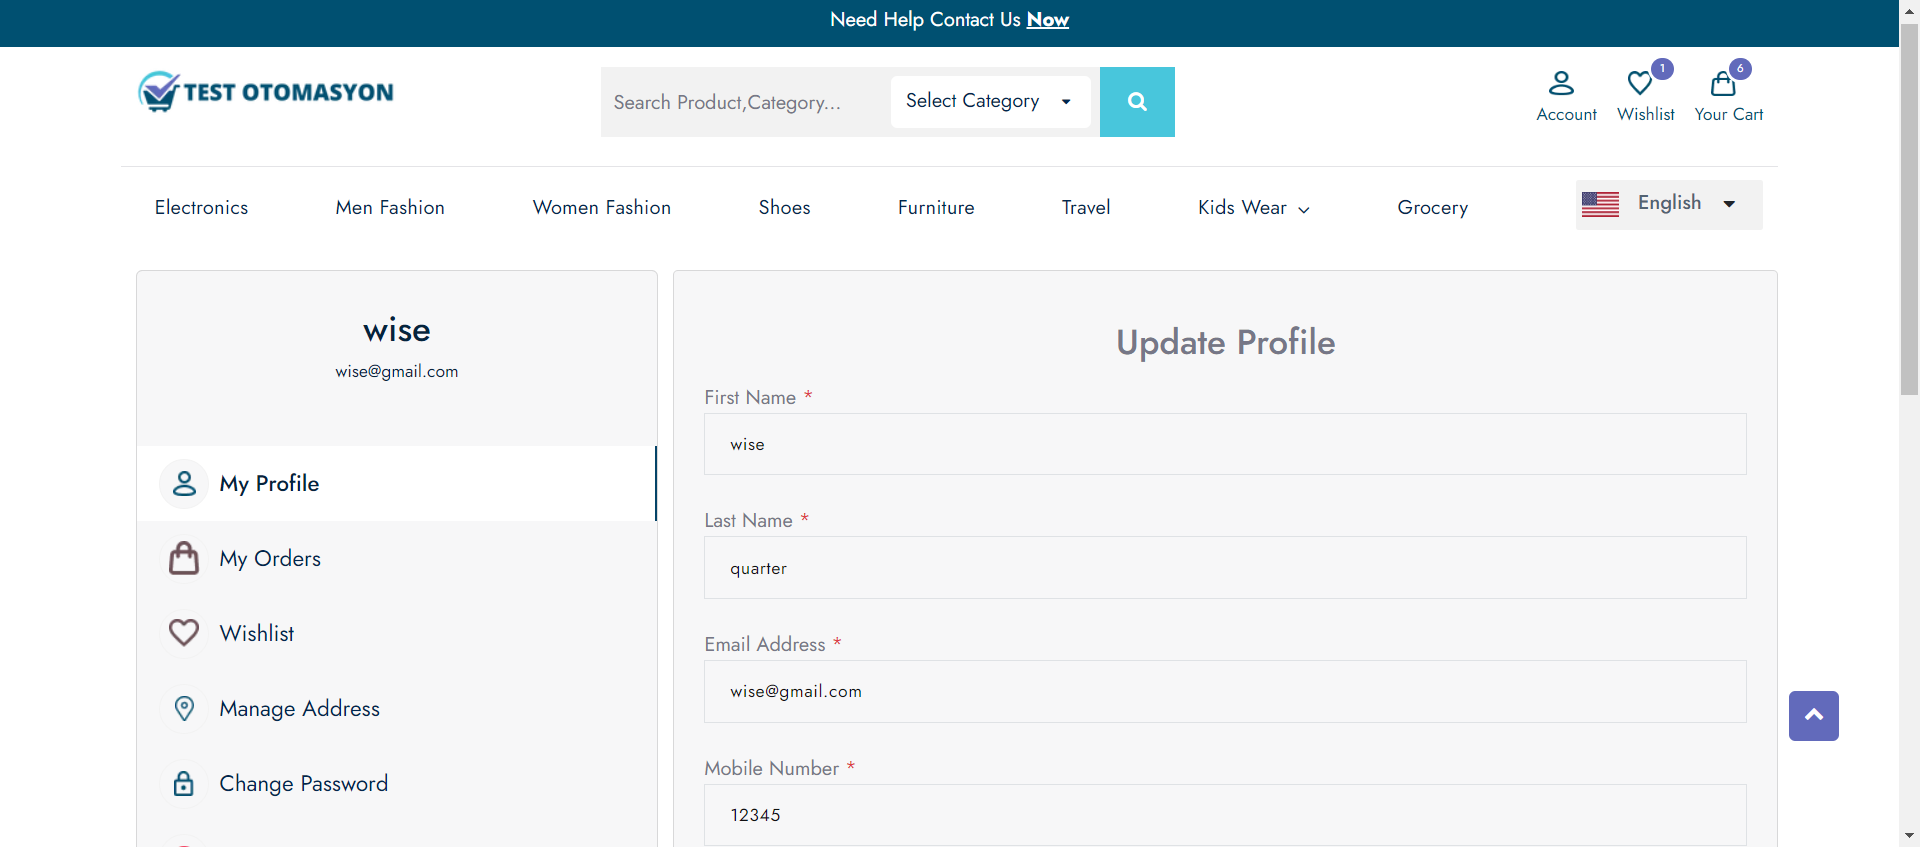 Need Help Contact Us Now
TEST OTOMASYON
Search Product,Category...
Select Category
1
6
Account
Wishlist
Your Cart
Electronics
Men Fashion
Women Fashion
Shoes
Furniture
Travel
Kids Wear
Grocery
English
wise
wise@gmail.com
My Profile
My Orders
Wishlist
Manage Address
Change Password
Update Profile
First Name *
wise
Last Name *
quarter
Email Address *
wise@gmail.com
Mobile Number *
12345